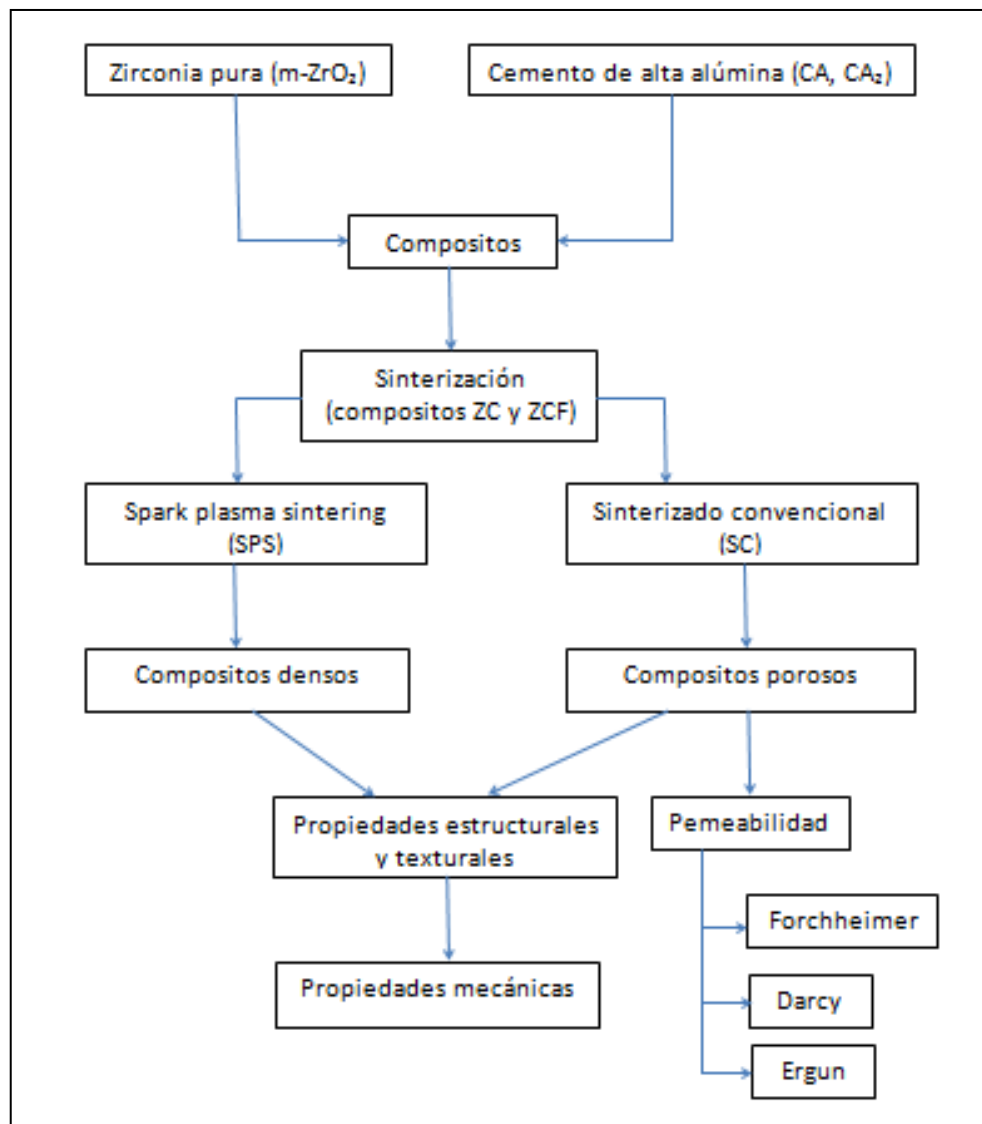 Zirconia pura (m-ZrO₂)
Cemento de alta alúmina (CA, CA₂)
Compositos
Sinterización
(compositos ZC y ZCF)
Spark plasma sintering
(SPS)
Sinterizado convencional
(SC)
Compositos densos
Compositos porosos
Propiedades estructurales
y texturales
Pemeabilidad
Forchheimer
Propiedades mecánicas
Darcy
Ergun